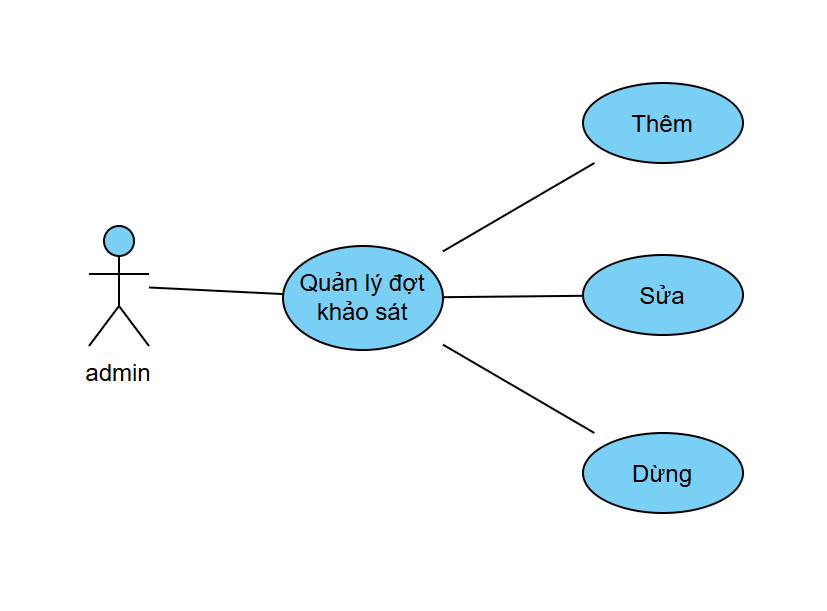 Thêm
Quản lý đợt
khảo sát
Sửa
admin
Dừng